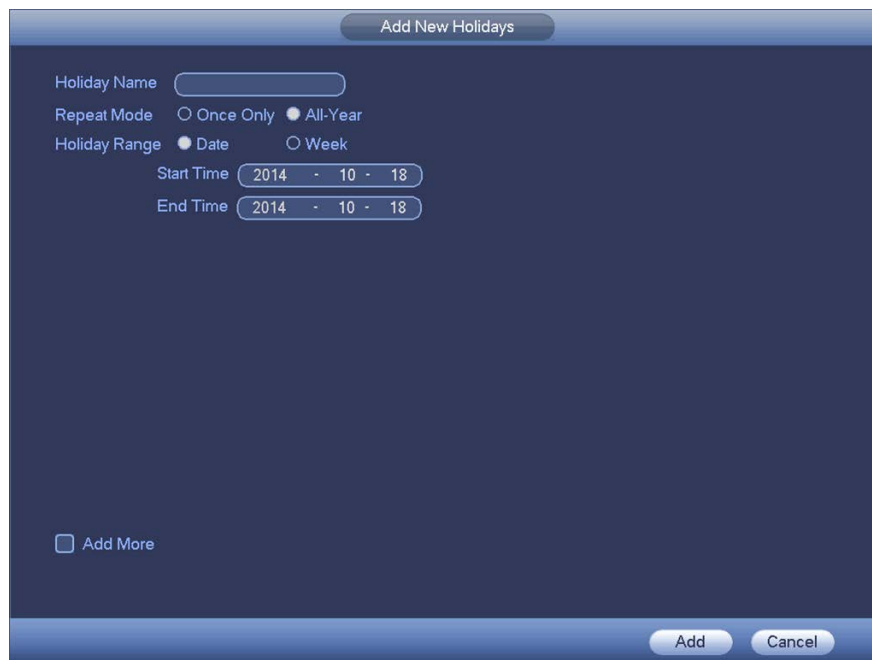 Add New Holidays
Holiday Name
Repeat Mode Once Only All-Year
Holiday Range Date Week
Start Time 2014 - 10 - 18
End Time 2014 - 10 - 18
Add More
Add Cancel